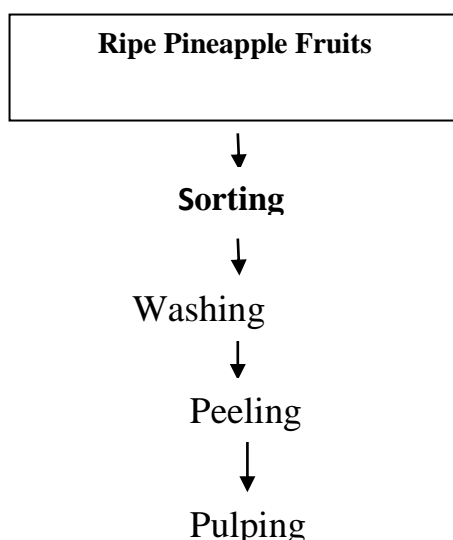 Ripe Pineapple Fruits
Sorting
Washing
Peeling
Pulping